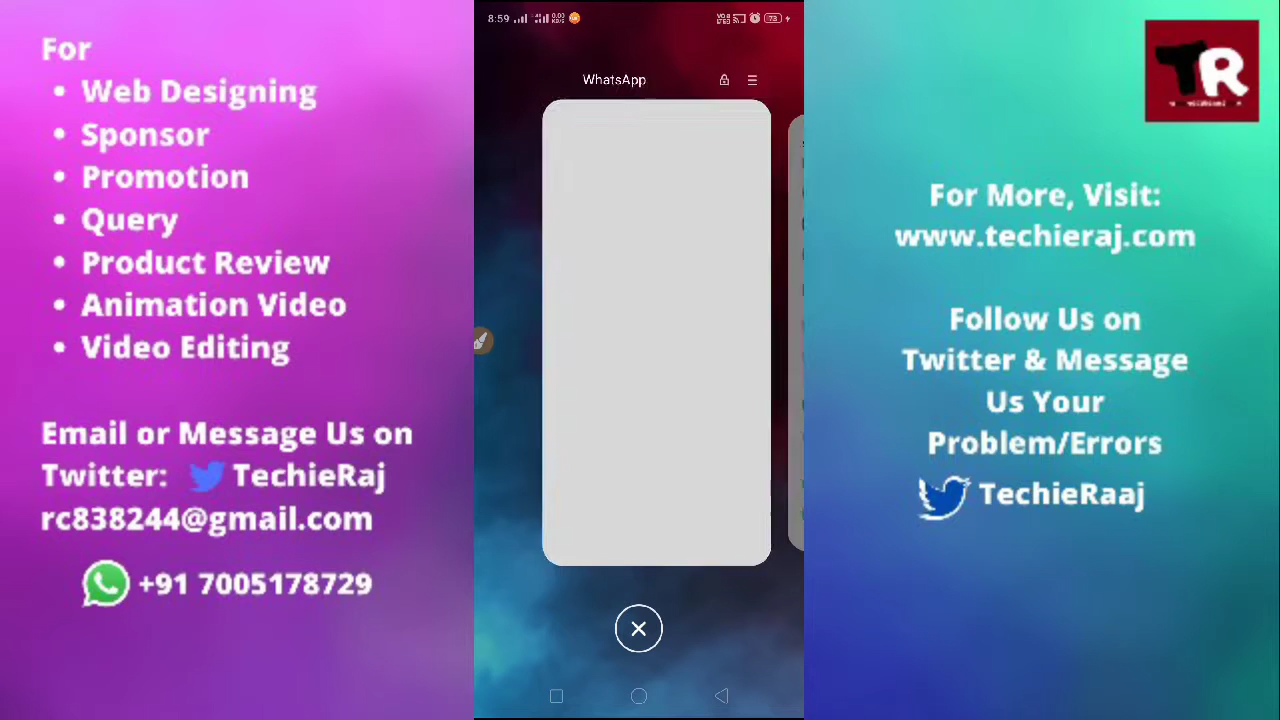 For
• Web Designing
• Sponsor
• Promotion
• Query
• Product Review
• Animation Video
• Video Editing
Email or Message Us on
Twitter: TechieRaj
rc838244@gmail.com
+91 7005178729
8:59
73
WhatsApp
TR
For More, Visit:
www.techieraj.com
Follow Us on
Twitter & Message
Us Your
Problem/Errors
TechieRaaj